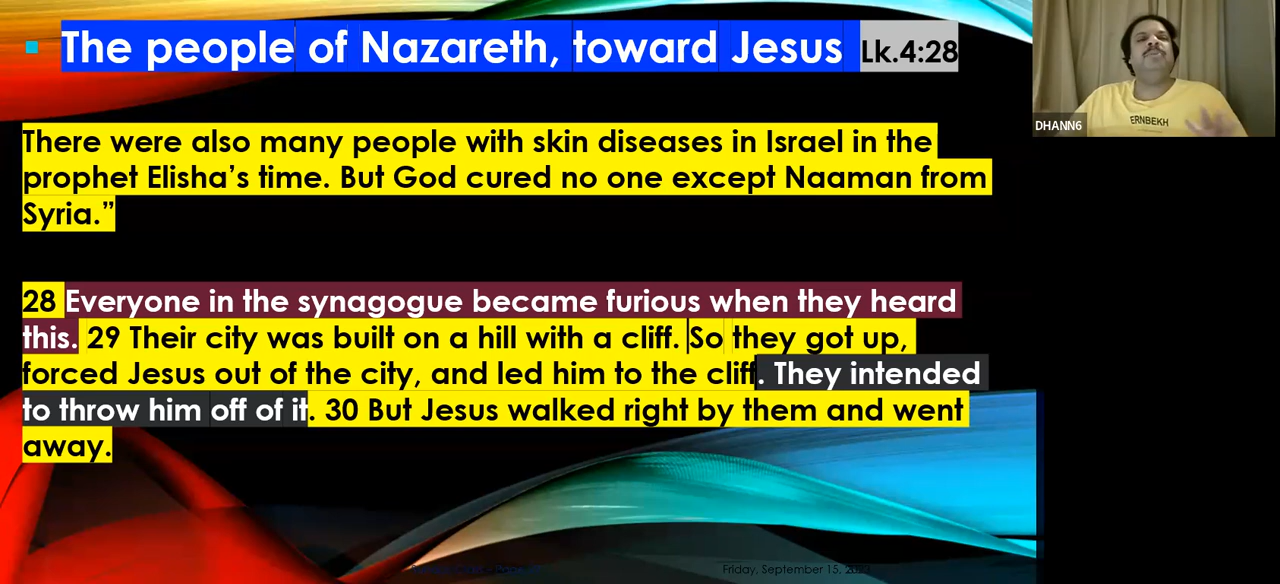 The people of Nazareth, toward Jesus Lk.4:28
There were also many people with skin diseases in Israel in the
prophet Elisha’s time. But God cured no one except Naaman from
Syria.”
28 Everyone in the synagogue became furious when they heard
this. 29 Their city was built on a hill with a cliff. So they got up,
forced Jesus out of the city, and led him to the cliff. They intended
to throw him off of it. 30 But Jesus walked right by them and went
away.
ERNBEKH
DHANN6
Friday, September 15,